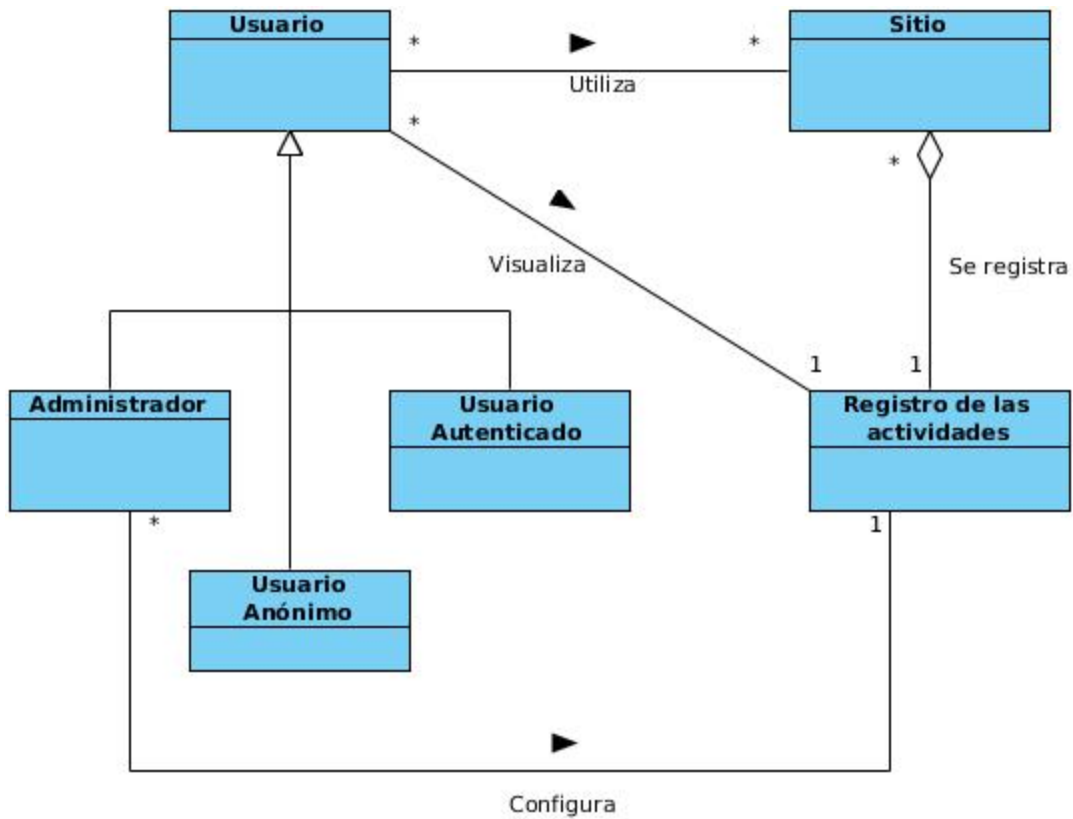 Usuario
Sitio
*
*
Utiliza
*
*
Visualiza
Se registra
1
1
Administrador
Usuario
Autenticado
Registro de las
actividades
*
1
Usuario
Anónimo
Configura